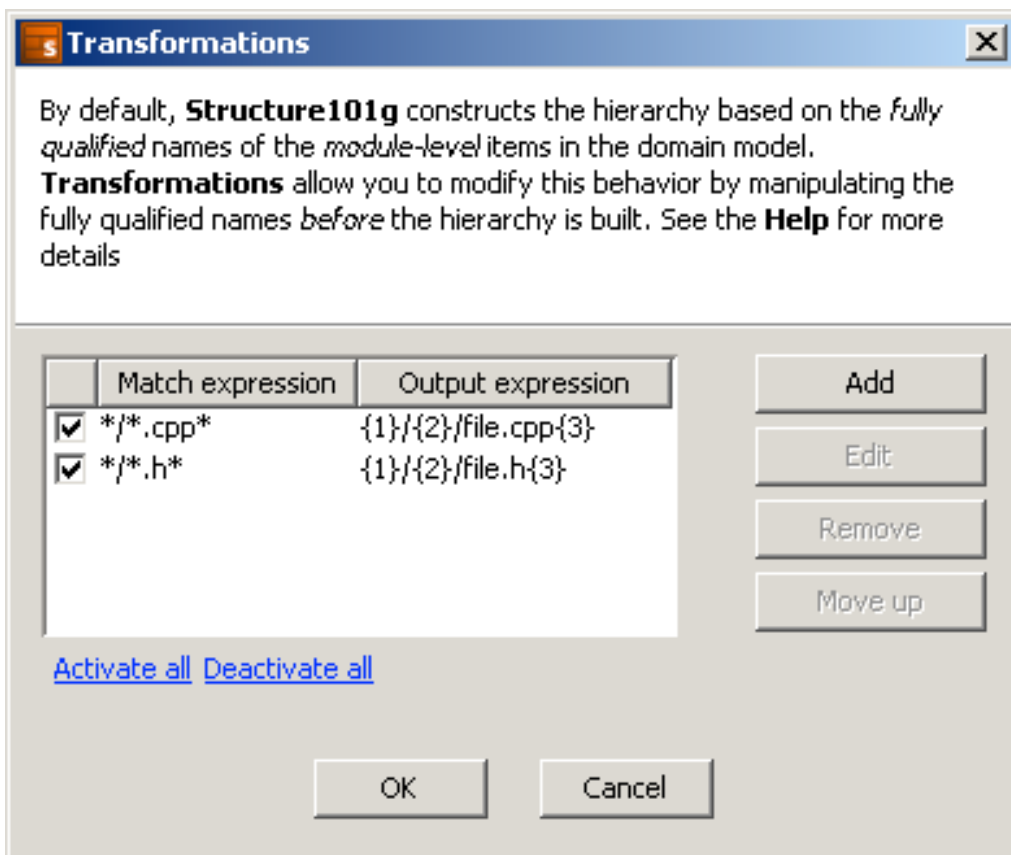 Transformations
By default, Structure101g constructs the hierarchy based on the fully
qualified names of the module-level items in the domain model.
Transformations allow you to modify this behavior by manipulating the
fully qualified names before the hierarchy is built. See the Help for more
details
Match expression Output expression
*/*.cpp* {1}/{2}/file.cpp{3}
*/*.h* {1}/{2}/file.h{3}
Add
Edit
Remove
Move up
Activate all Deactivate all
OK Cancel